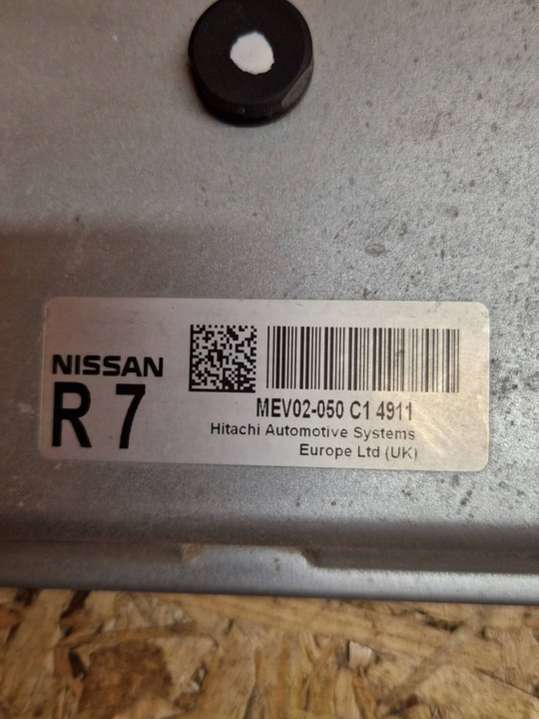 NISSAN
R 7
MEV02-050 C1 4911
Hitachi Automotive Systems
Europe Ltd (UK)